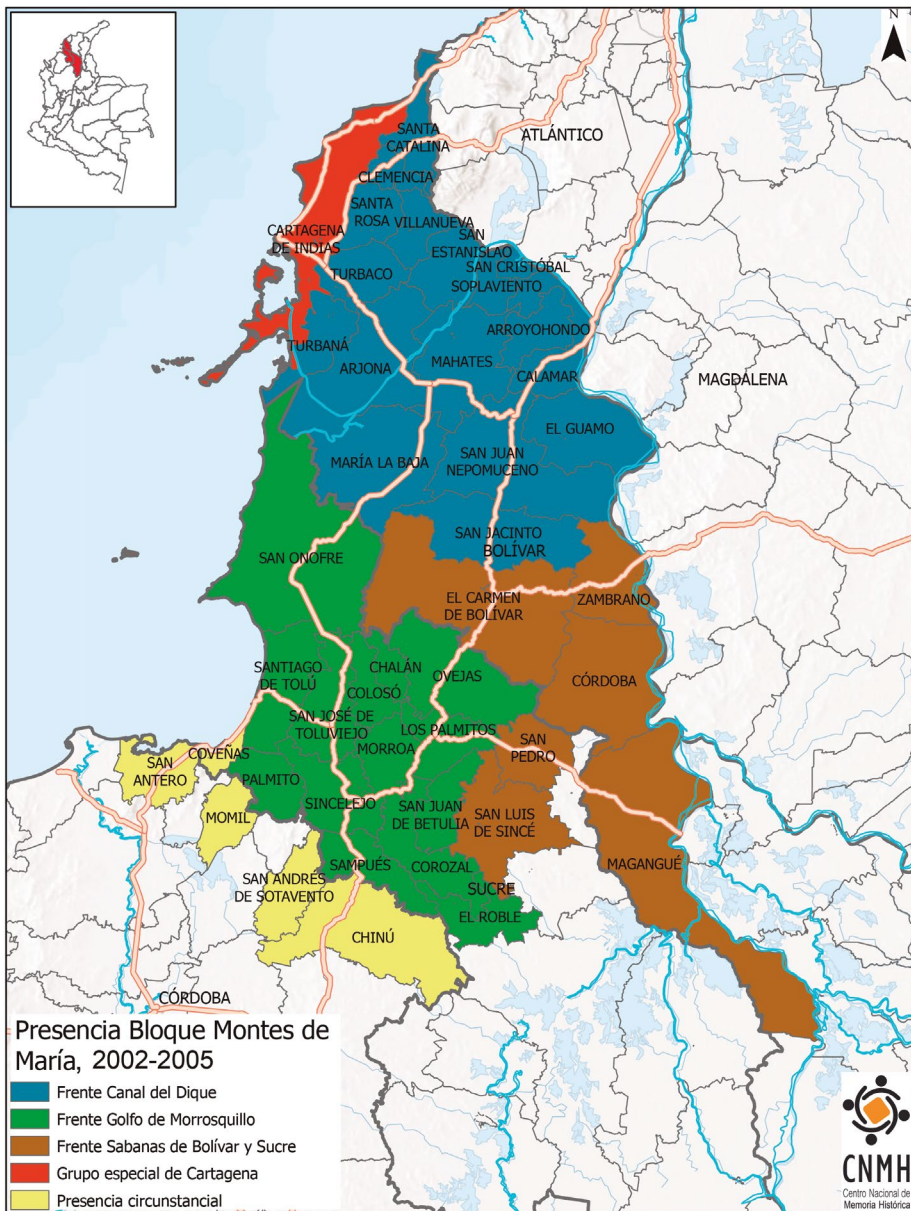 N
SANTA
CATALINA
ATLÁNTICO
CLEMENCIA
SANTA
ROSA
VILLANUEVA
CARTAGENA
DE INDIAS
SAN
ESTANISLAO
SAN CRISTÓBAL
TURBACO
SOPLAVIENTO
ARROYOHONDO
TURBANÁ
ARJONA
MAHATES
CALAMAR
MAGDALENA
EL GUAMO
MARÍA LA BAJA
SAN JUAN
NEPOMUCENO
SAN JACINTO
BOLÍVAR
SAN ONOFRE
EL CARMEN
DE BOLÍVAR
ZAMBRANO
SANTIAGO
DE TOLÚ
CHALÁN
COLOSÓ
OVEJAS
CÓRDOBA
SAN JOSÉ DE
TOLUVIEJO
LOS PALMITOS
MORROA
SAN
PEDRO
COVEÑAS
SAN
ANTERO
PALMITO
MOMIL
SINCELEJO
SAN JUAN
DE BETULIA
SAN LUIS
DE SINCÉ
MAGANGUÉ
SAMPUÉS
COROZAL
SAN ANDRÉS
DE SOTAVENTO
SUCRE
EL ROBLE
CHINÚ
CÓRDOBA
Presencia Bloque Montes de
María, 2002-2005
Frente Canal del Dique
Frente Golfo de Morrosquillo
Frente Sabanas de Bolívar y Sucre
Grupo especial de Cartagena
Presencia circunstancial
CNMH
Centro Nacional de
Memoria Histórica